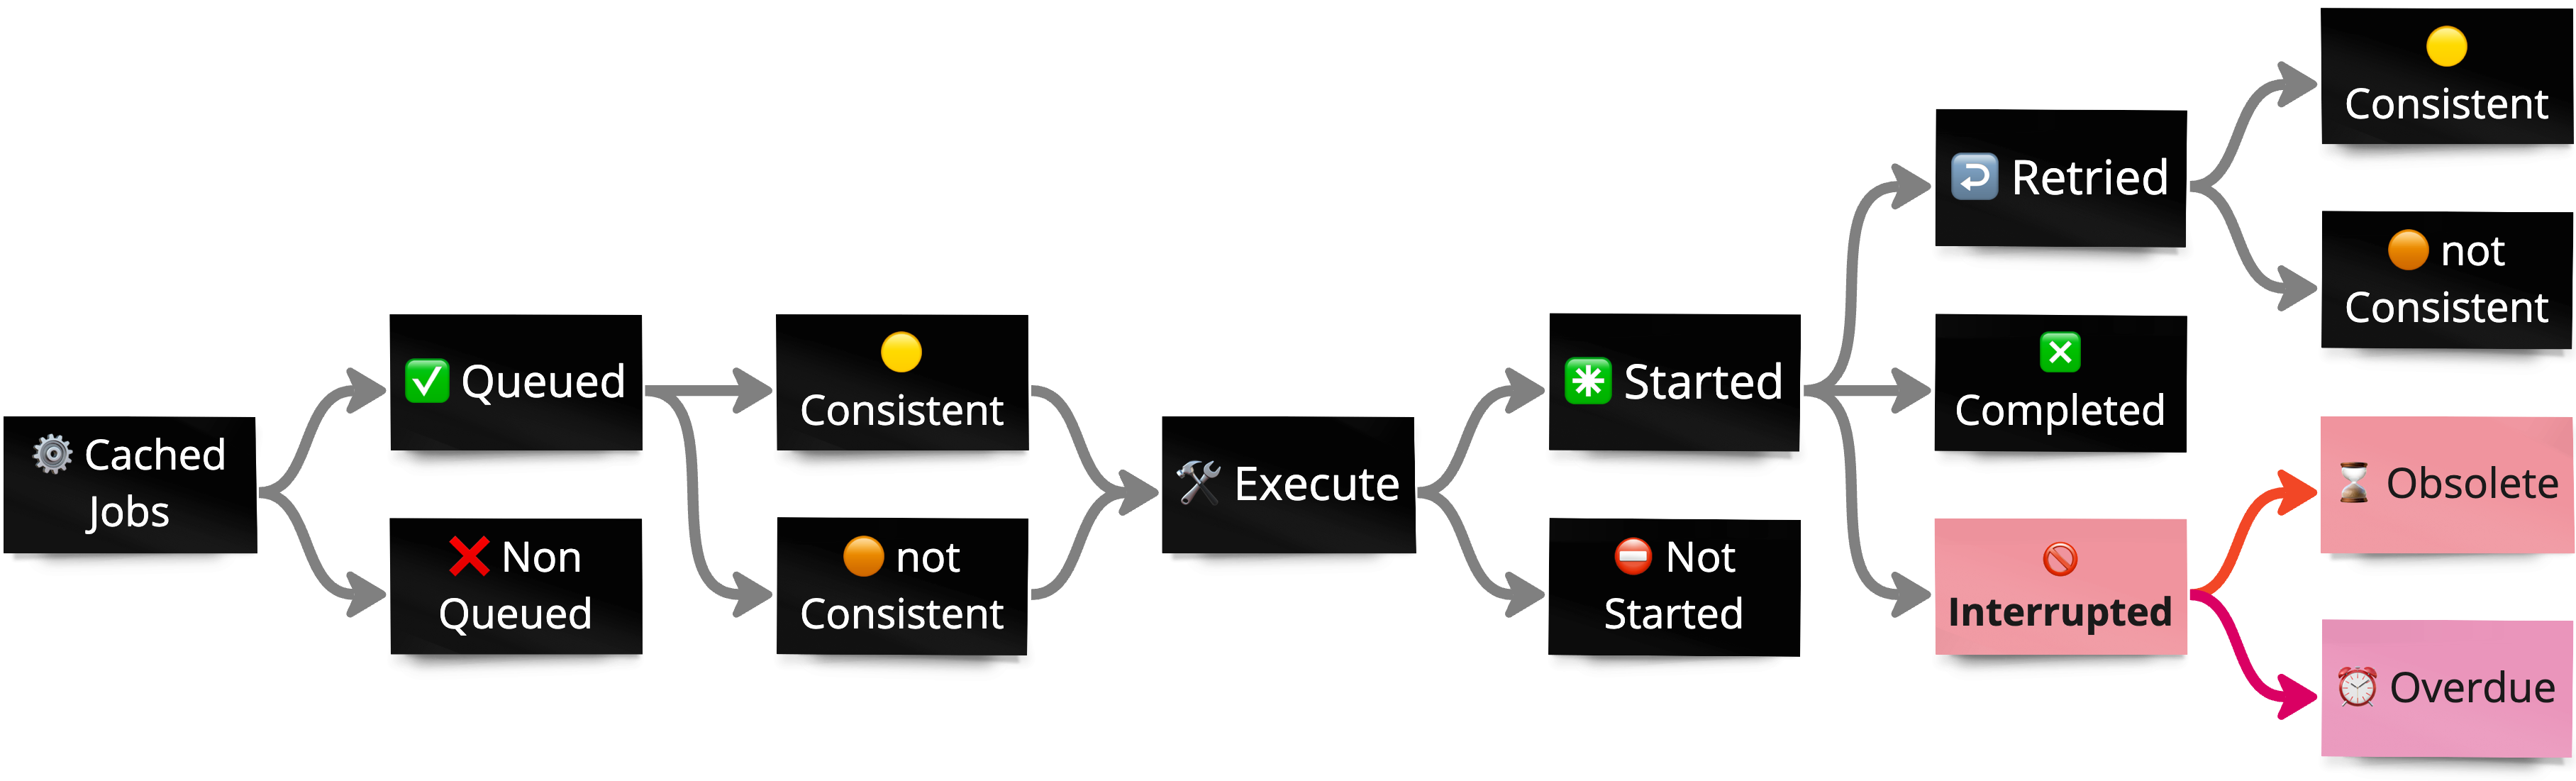 Cached
Jobs
Queued
Non
Queued
Consistent
not
Consistent
Execute
Started
Not
Started
Retried
Completed
Interrupted
Consistent
not
Consistent
Obsolete
Overdue